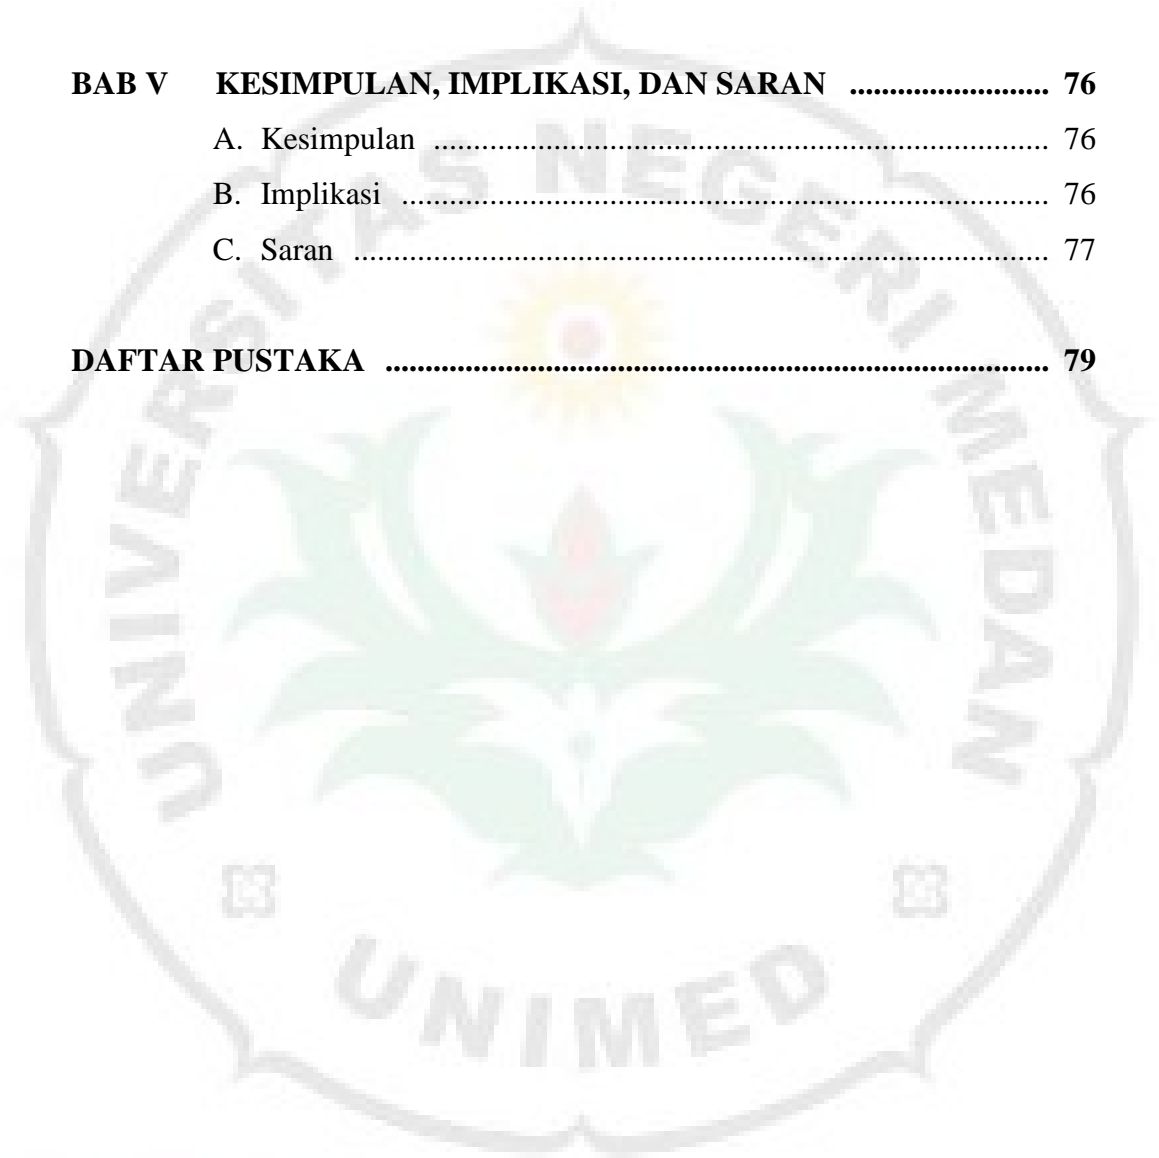 BAB V KESIMPULAN, IMPLIKASI, DAN SARAN ......................... 76
A. Kesimpulan ............................................................................. 76
B. Implikasi ................................................................................. 76
C. Saran ....................................................................................... 77
DAFTAR PUSTAKA ................................................................................... 79
UNIVERSITAS NEGERI MEDAN
UNIMED